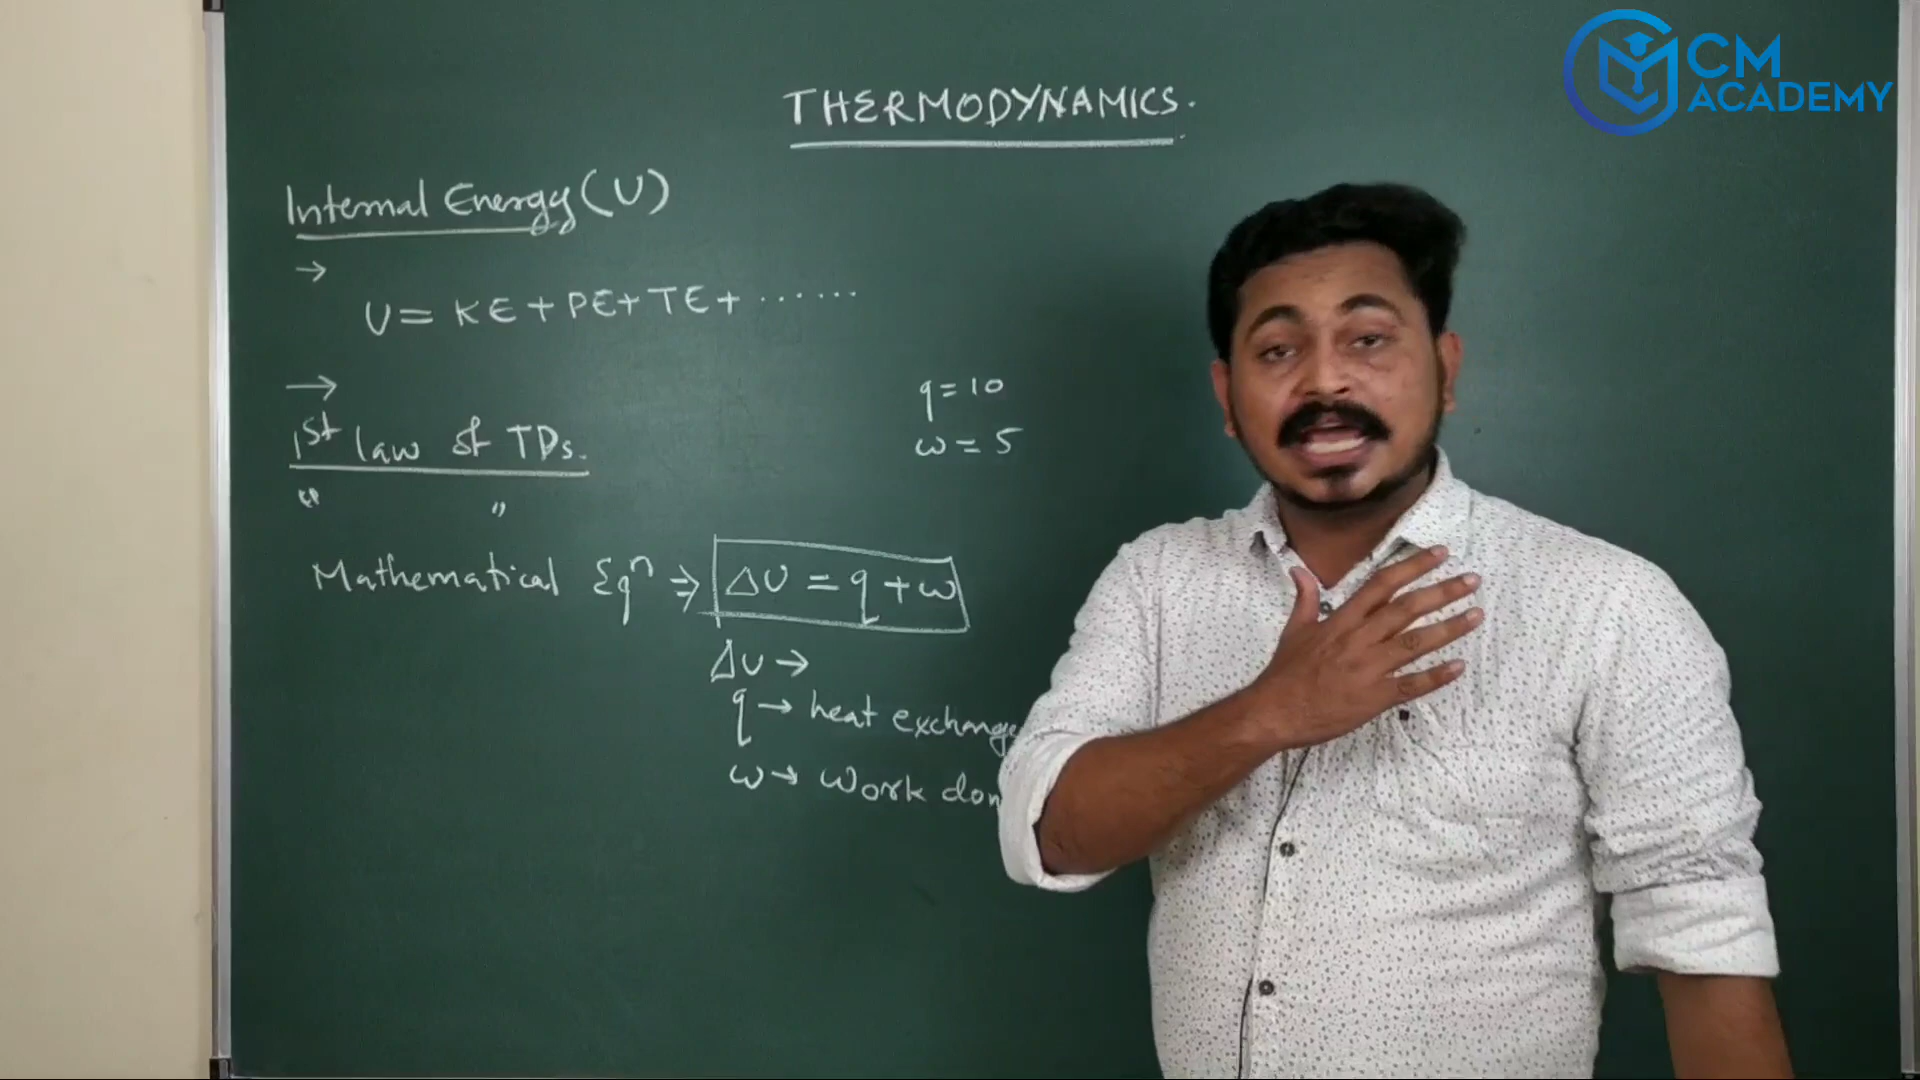 CM
ACADEMY
THERMODYNAMICS.
Internal Energy (U)
→
U = KE + PE + TE + ......
→
1st law of TDs.
“ ”
q = 10
w = 5
Mathematical Eqn ⇒ ΔU = q + w
ΔU →
q → heat exchange
w → Work don